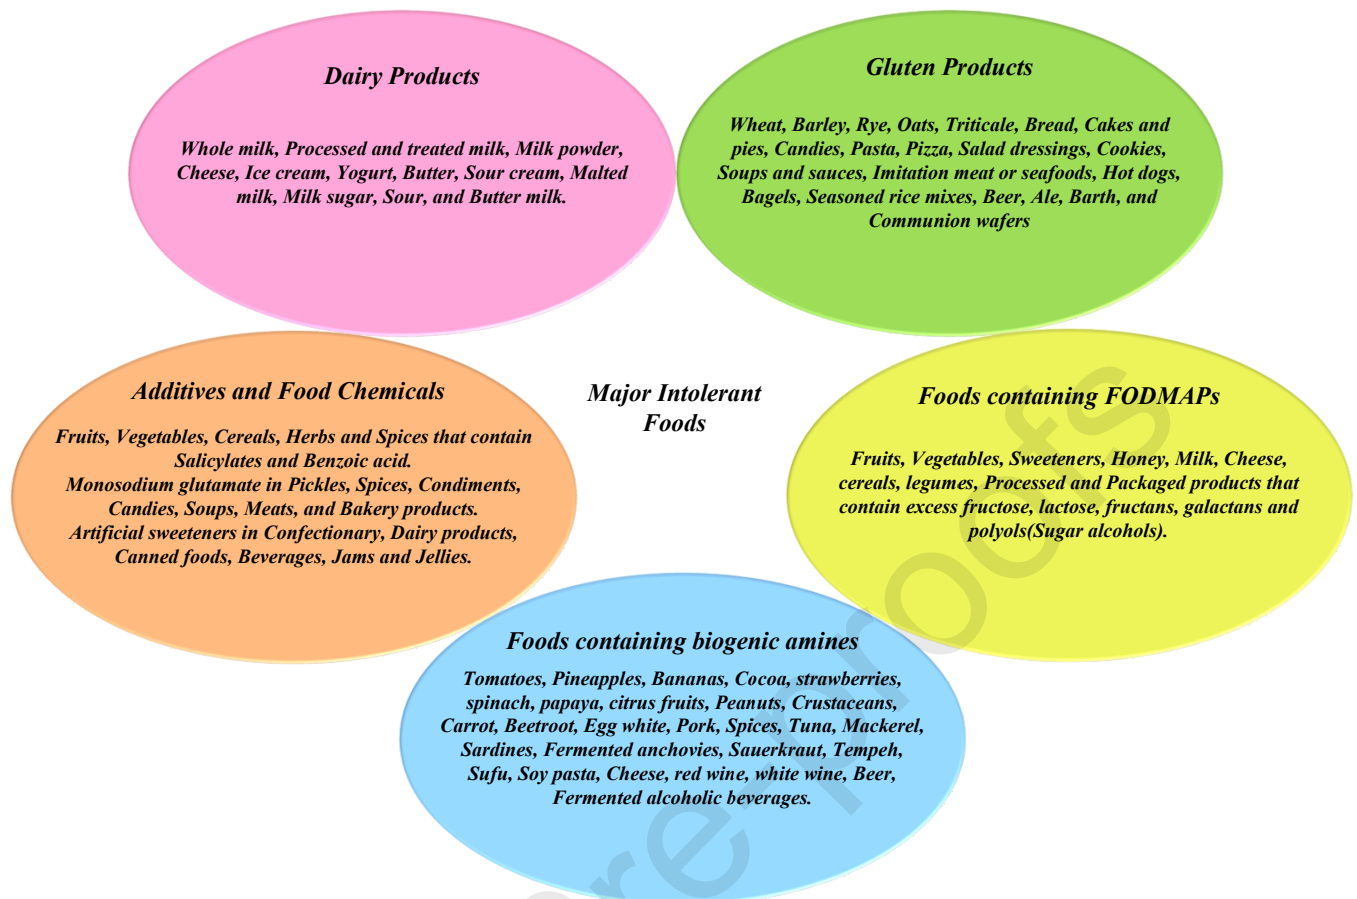 Dairy Products
Whole milk, Processed and treated milk, Milk powder,
Cheese, Ice cream, Yogurt, Butter, Sour cream, Malted
milk, Milk sugar, Sour, and Butter milk.
Gluten Products
Wheat, Barley, Rye, Oats, Triticale, Bread, Cakes and
pies, Candies, Pasta, Pizza, Salad dressings, Cookies,
Soups and sauces, Imitation meat or seafoods, Hot dogs,
Bagels, Seasoned rice mixes, Beer, Ale, Barth, and
Communion wafers
Additives and Food Chemicals
Fruits, Vegetables, Cereals, Herbs and Spices that contain
Salicylates and Benzoic acid.
Monosodium glutamate in Pickles, Spices, Condiments,
Candies, Soups, Meats, and Bakery products.
Artificial sweeteners in Confectionary, Dairy products,
Canned foods, Beverages, Jams and Jellies.
Major Intolerant
Foods
Foods containing FODMAPs
Fruits, Vegetables, Sweeteners, Honey, Milk, Cheese,
cereals, legumes, Processed and Packaged products that
contain excess fructose, lactose, fructans, galactans and
polyols(Sugar alcohols).
Foods containing biogenic amines
Tomatoes, Pineapples, Bananas, Cocoa, strawberries,
spinach, papaya, citrus fruits, Peanuts, Crustaceans,
Carrot, Beetroot, Egg white, Pork, Spices, Tuna, Mackerel,
Sardines, Fermented anchovies, Sauerkraut, Tempeh,
Sufu, Soy pasta, Cheese, red wine, white wine, Beer,
Fermented alcoholic beverages.
re-proofs